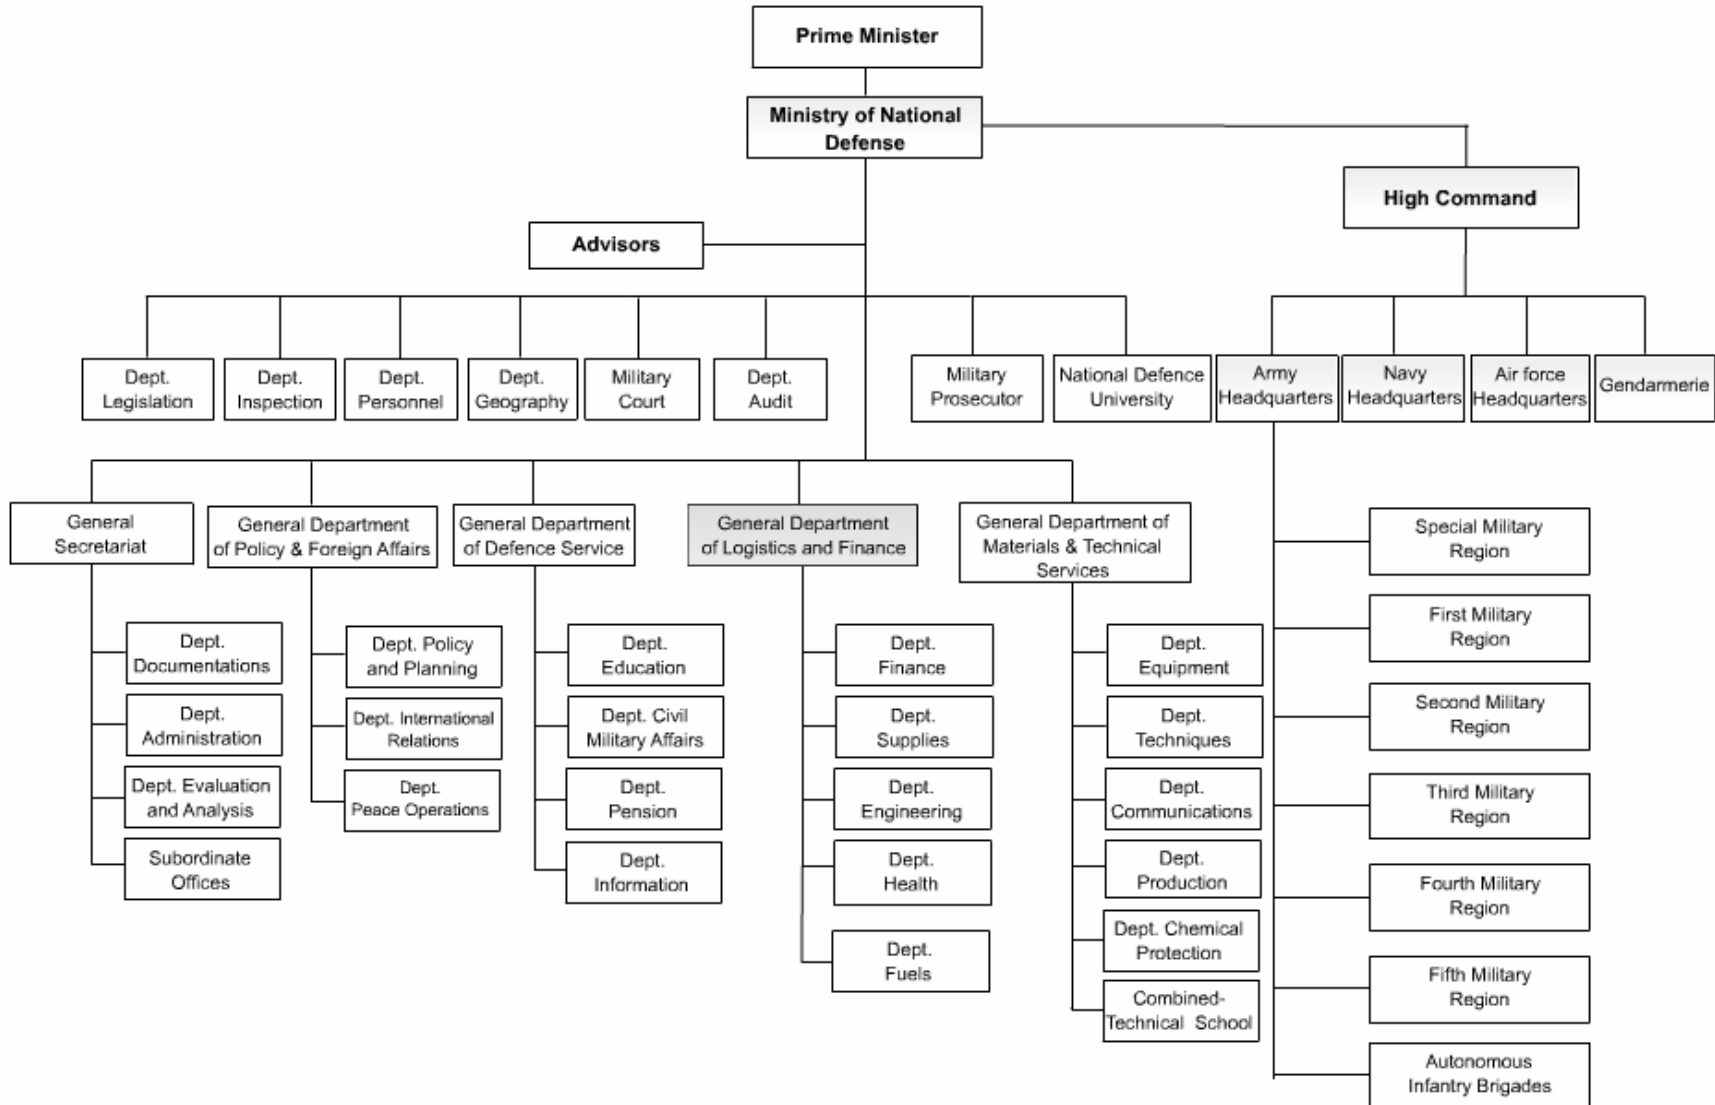 Prime Minister
Ministry of National
Defense
High Command
Advisors
Dept.
Legislation
Dept.
Inspection
Dept.
Personnel
Dept.
Geography
Military
Court
Dept.
Audit
Military
Prosecutor
National Defence
University
Army
Headquarters
Navy
Headquarters
Air force
Headquarters
Gendarmerie
General
Secretariat
General Department
of Policy & Foreign Affairs
General Department
of Defence Service
General Department
of Logistics and Finance
General Department of
Materials & Technical
Services
Dept.
Documentations
Dept.
Administration
Dept. Evaluation
and Analysis
Subordinate
Offices
Dept. Policy
and Planning
Dept. International
Relations
Dept.
Peace Operations
Dept.
Education
Dept. Civil
Military Affairs
Dept.
Pension
Dept.
Information
Dept.
Finance
Dept.
Supplies
Dept.
Engineering
Dept.
Health
Dept.
Fuels
Dept.
Equipment
Dept.
Techniques
Dept.
Communications
Dept.
Production
Dept. Chemical
Protection
Combined-
Technical School
Special Military
Region
First Military
Region
Second Military
Region
Third Military
Region
Fourth Military
Region
Fifth Military
Region
Autonomous
Infantry Brigades